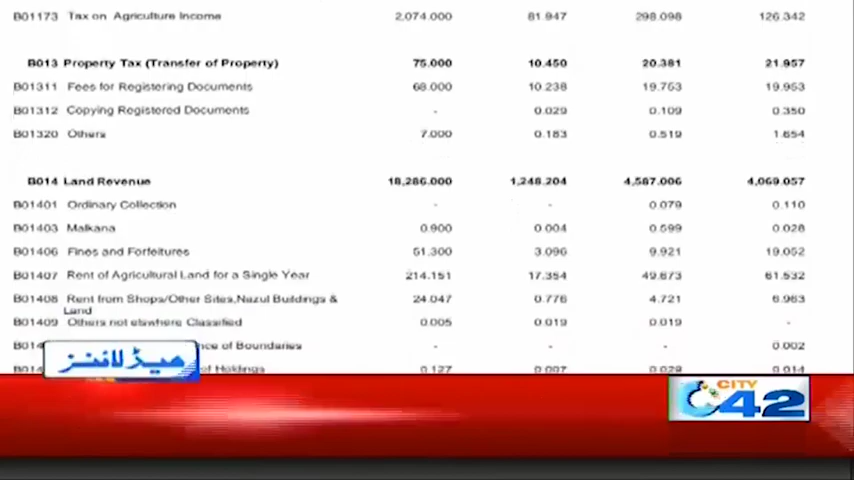 B01173 Tax on Agriculture Income 2,074.000 81.947 298.098 126.342
B013 Property Tax (Transfer of Property) 75.000 10.450 20.381 21.957
B01311 Fees for Registering Documents 68.000 10.238 19.753 19.953
B01312 Copying Registered Documents - 0.029 0.109 0.350
B01320 Others 7.000 0.183 0.519 1.654
B014 Land Revenue 18,286.000 1,248.204 4,587.006 4,069.057
B01401 Ordinary Collection - - 0.079 0.110
B01403 Malkana 0.900 0.004 0.599 0.028
B01406 Fines and Forfeitures 51.300 3.096 9.921 19.052
B01407 Rent of Agricultural Land for a Single Year 214.151 17.354 49.673 61.532
B01408 Rent from Shops/Other Sites,Nazul Buildings & 24.047 0.776 4.721 6.963
Land
B01409 Others not elswhere Classified 0.005 0.019 0.019 -
of Boundaries - - - 0.002
of Holdings 0.127 0.007 0.029 0.014
ہیڈلائنز
CITY
42